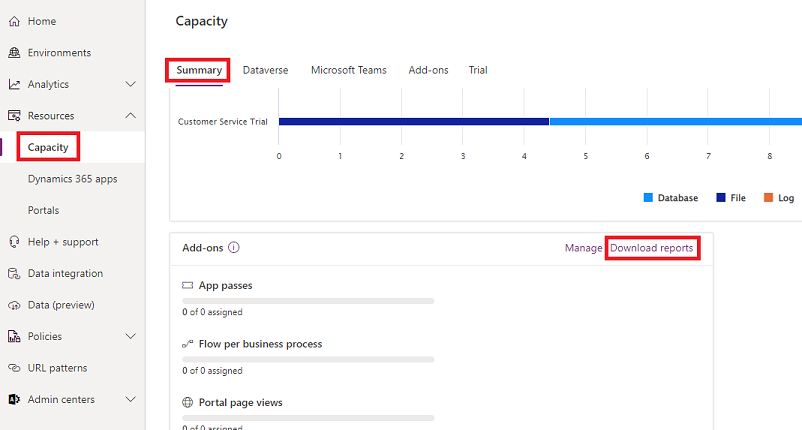 Home
Environments
Analytics
Resources
Capacity
Dynamics 365 apps
Portals
Help + support
Data integration
Data (preview)
Policies
URL patterns
Admin centers
Capacity
Summary Dataverse Microsoft Teams Add-ons Trial
Customer Service Trial
0 1 2 3 4 5 6 7 8
Database File Log
Add-ons Manage Download reports
App passes
0 of 0 assigned
Flow per business process
0 of 0 assigned
Portal page views
0 of 0 assigned